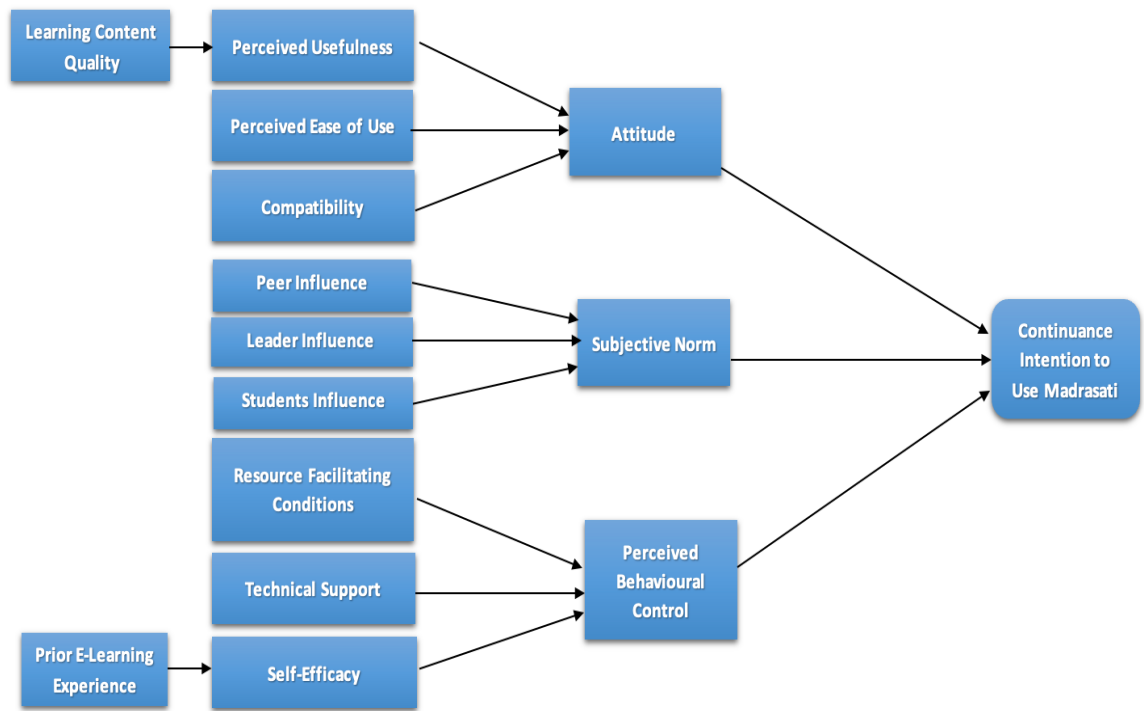 Learning Content
Quality
Perceived Usefulness
Perceived Ease of Use
Attitude
Compatibility
Peer Influence
Leader Influence
Subjective Norm
Students Influence
Continuance
Intention to
Use Madrasati
Resource Facilitating
Conditions
Technical Support
Perceived
Behavioural
Control
Prior E-Learning
Experience
Self-Efficacy